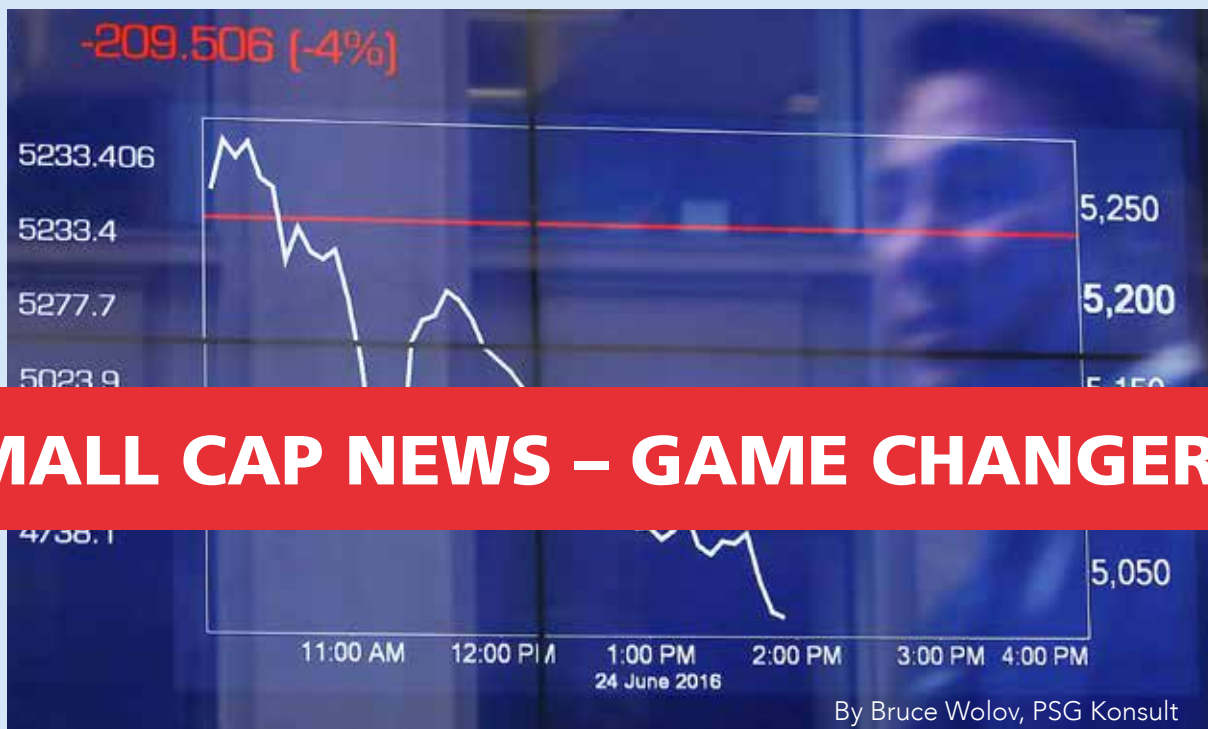 -209.506 (-4%)
5233.406
5233.4
5277.7
5023.9
4738.1
5,250
5,200
5,150
5,050
MALL CAP NEWS – GAME CHANGER
11:00 AM 12:00 PM 1:00 PM 2:00 PM 3:00 PM 4:00 PM
24 June 2016
By Bruce Wolov, PSG Konsult